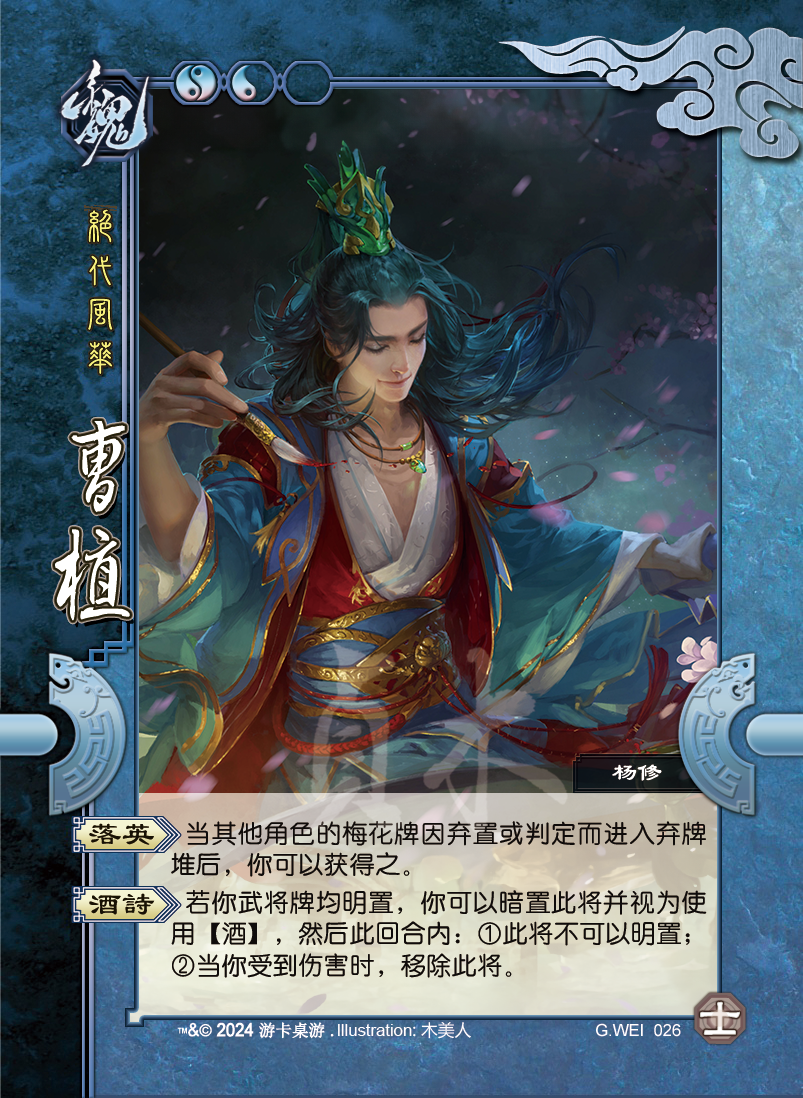 魏
絕代風華
曹植
杨修
落英 当其他角色的梅花牌因弃置或判定而进入弃牌
堆后，你可以获得之。
酒詩 若你武将牌均明置，你可以暗置此将并视为使
用【酒】，然后此回合内：①此将不可以明置；
②当你受到伤害时，移除此将。
™&© 2024 游卡桌游 . Illustration: 木美人
G.WEI 026
士